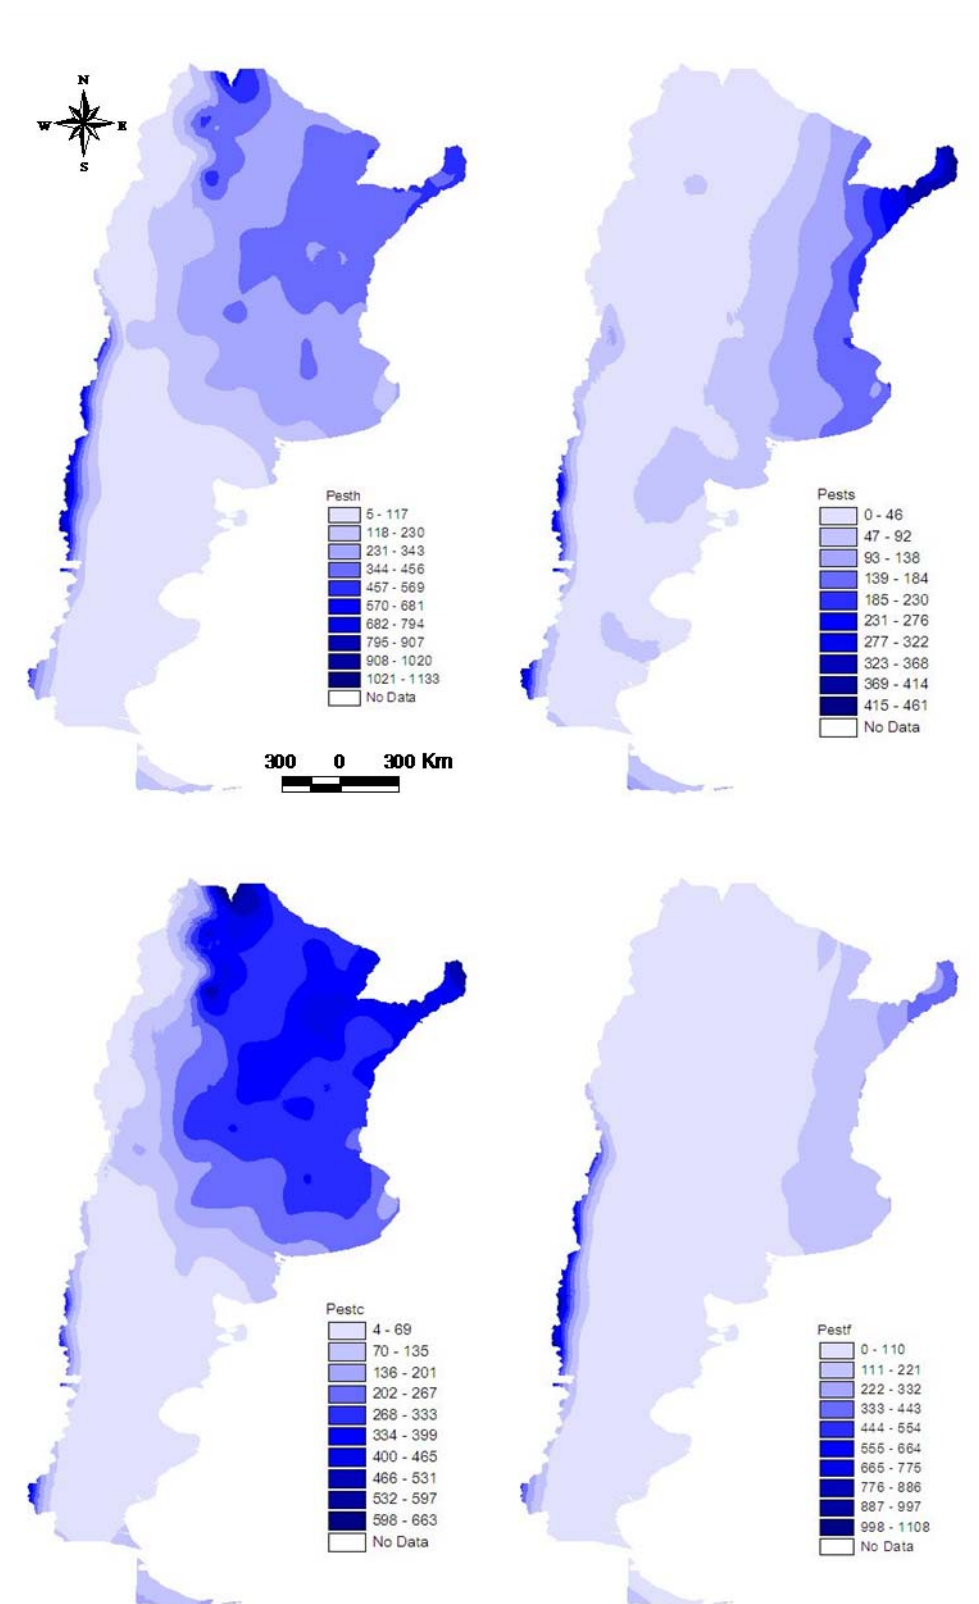 N
W E
S
Pesth
5 - 117
118 - 230
231 - 343
344 - 456
457 - 569
570 - 681
682 - 794
795 - 907
908 - 1020
1021 - 1133
No Data
300 0 300 Km
Pests
0 - 46
47 - 92
93 - 138
139 - 184
185 - 230
231 - 276
277 - 322
323 - 368
369 - 414
415 - 461
No Data
Pestc
4 - 69
70 - 135
136 - 201
202 - 267
268 - 333
334 - 399
400 - 465
466 - 531
532 - 597
598 - 663
No Data
Pestf
0 - 110
111 - 221
222 - 332
333 - 443
444 - 554
555 - 664
665 - 775
776 - 886
887 - 997
998 - 1108
No Data